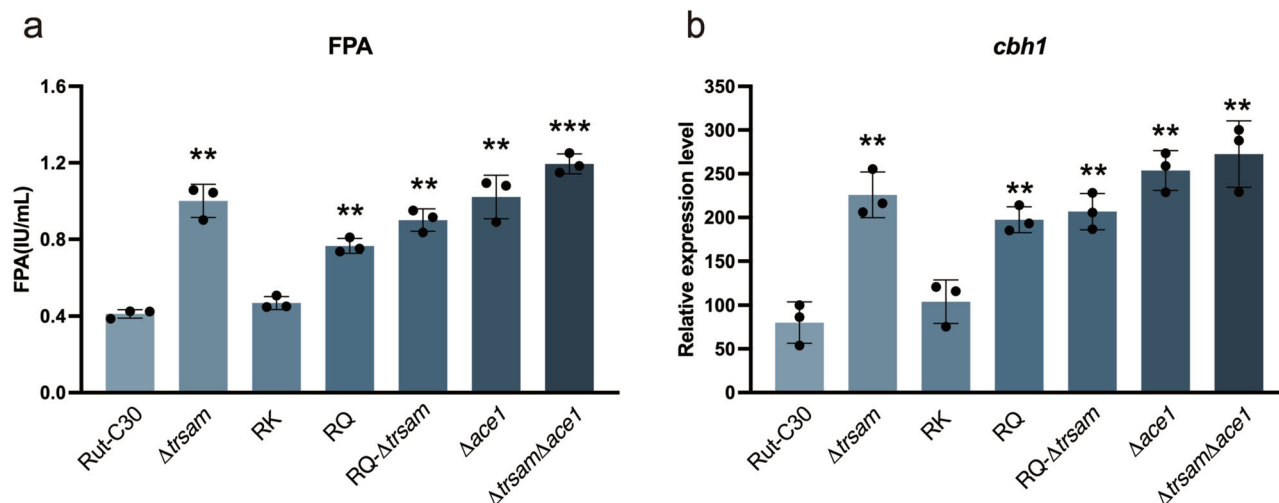 a
FPA
FPA(IU/mL)
1.6
1.2
0.8
0.4
0.0
**
**
**
**
***
Rut-C30
Δtrsam
RK
RQ
RQ-Δtrsam
Δace1
ΔtrsamΔace1
b
cbh1
Relative expression level
350
300
250
200
150
100
50
0
**
**
**
**
**
Rut-C30
Δtrsam
RK
RQ
RQ-Δtrsam
Δace1
ΔtrsamΔace1